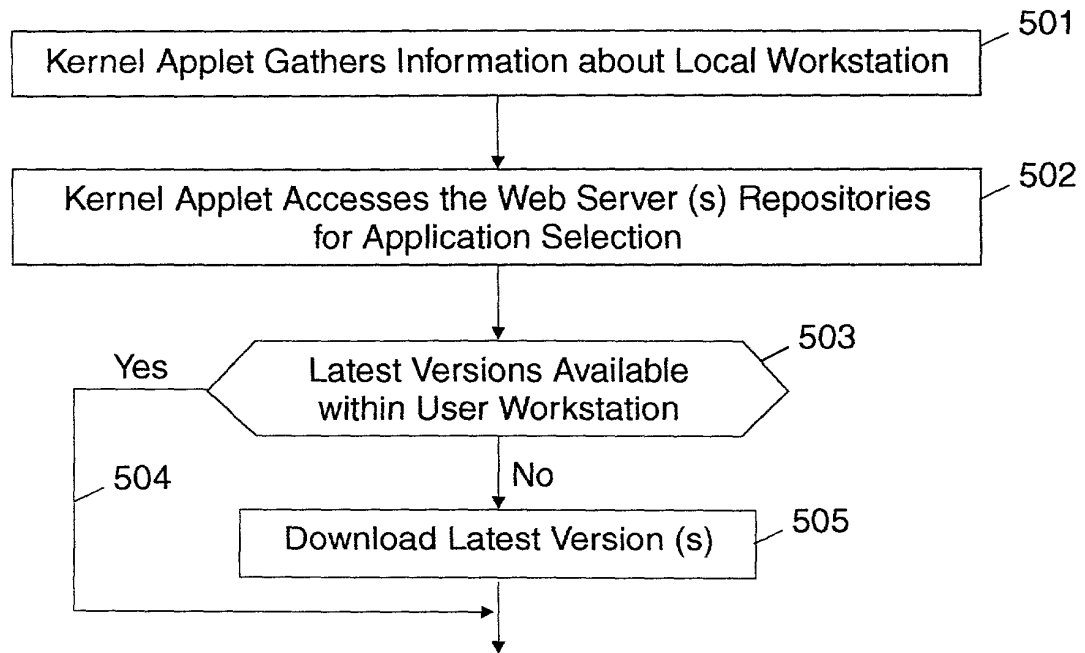 501
Kernel Applet Gathers Information about Local Workstation
502
Kernel Applet Accesses the Web Server (s) Repositories
for Application Selection
503
Yes
Latest Versions Available
within User Workstation
504
No
505
Download Latest Version (s)